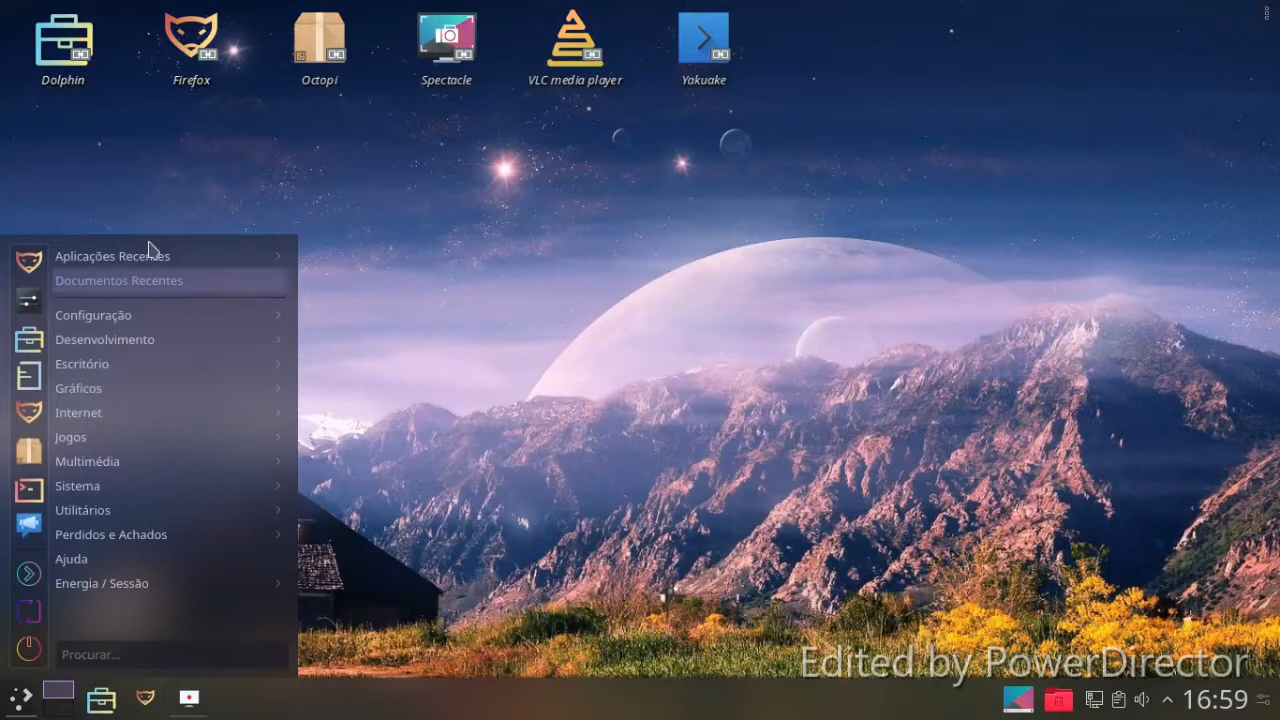 Dolphin
Firefox
Octopi
Spectacle
VLC media player
Yakuake
Aplicações Recentes
Documentos Recentes
Configuração
Desenvolvimento
Escritório
Gráficos
Internet
Jogos
Multimédia
Sistema
Utilitários
Perdidos e Achados
Ajuda
Energia / Sessão
Procurar...
Edited by PowerDirector
16:59